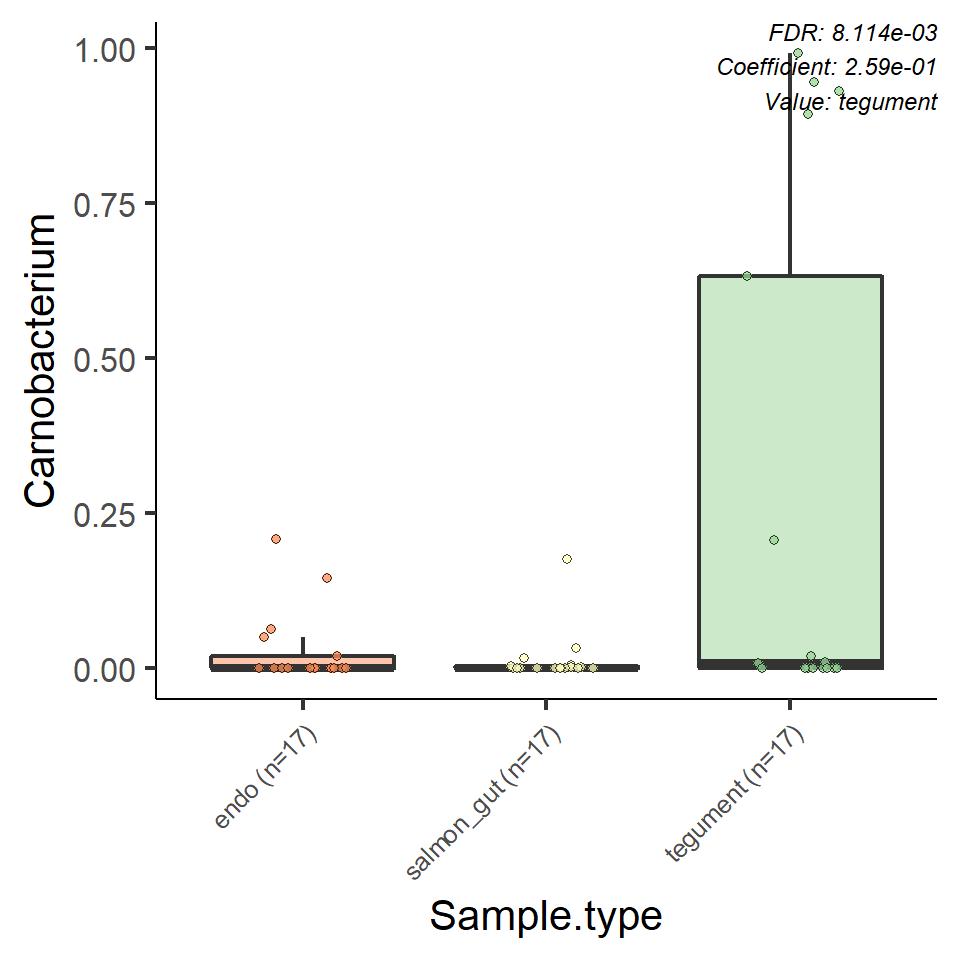 FDR: 8.114e-03
Coefficient: 2.59e-01
Value: tegument
1.00
0.75
0.50
0.25
0.00
Carnobacterium
endo (n=17)
salmon_gut (n=17)
tegument (n=17)
Sample.type